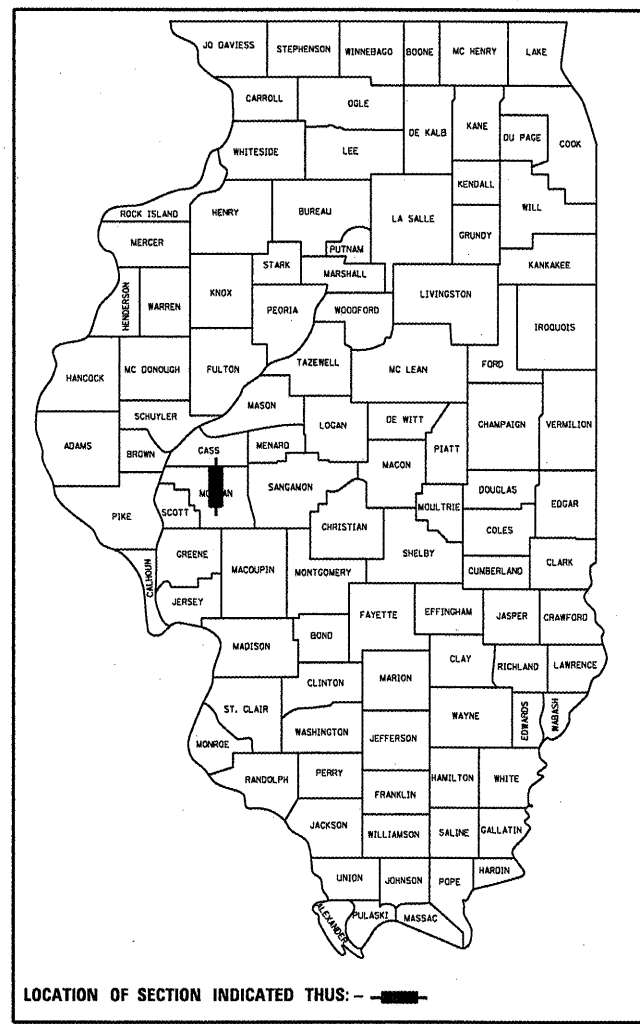 JO DAVIESS STEPHENSON WINNEBAGO BOONE MC HENRY LAKE
CARROLL OGLE DE KALB KANE DU PAGE COOK
WHITESIDE LEE KENDALL WILL
ROCK ISLAND HENRY BUREAU LA SALLE GRUNDY
MERCER PUTNAM KANKAKEE
STARK MARSHALL
HENDERSON WARREN KNOX PEORIA WOODFORD LIVINGSTON IROQUOIS
HANCOCK MC DONOUGH FULTON TAZEWELL MC LEAN FORD
MASON
SCHUYLER LOGAN DE WITT CHAMPAIGN VERMILION
ADAMS BROWN CASS MENARD PIATT
MACON
SANGAMON DOUGLAS EDGAR
PIKE SCOTT MOULTRIE
CHRISTIAN COLES
GREENE MACOUPIN MONTGOMERY SHELBY CLARK
CALHOUN CUMBERLAND
JERSEY FAYETTE EFFINGHAM JASPER CRAWFORD
MADISON BOND
CLAY RICHLAND LAWRENCE
CLINTON MARION
ST. CLAIR WAYNE EDWARDS WABASH
WASHINGTON JEFFERSON
MONROE
RANDOLPH PERRY HAMILTON WHITE
FRANKLIN
JACKSON WILLIAMSON SALINE GALLATIN
UNION JOHNSON POPE HARDIN
ALEXANDER PULASKI MASSAC
LOCATION OF SECTION INDICATED THUS: -